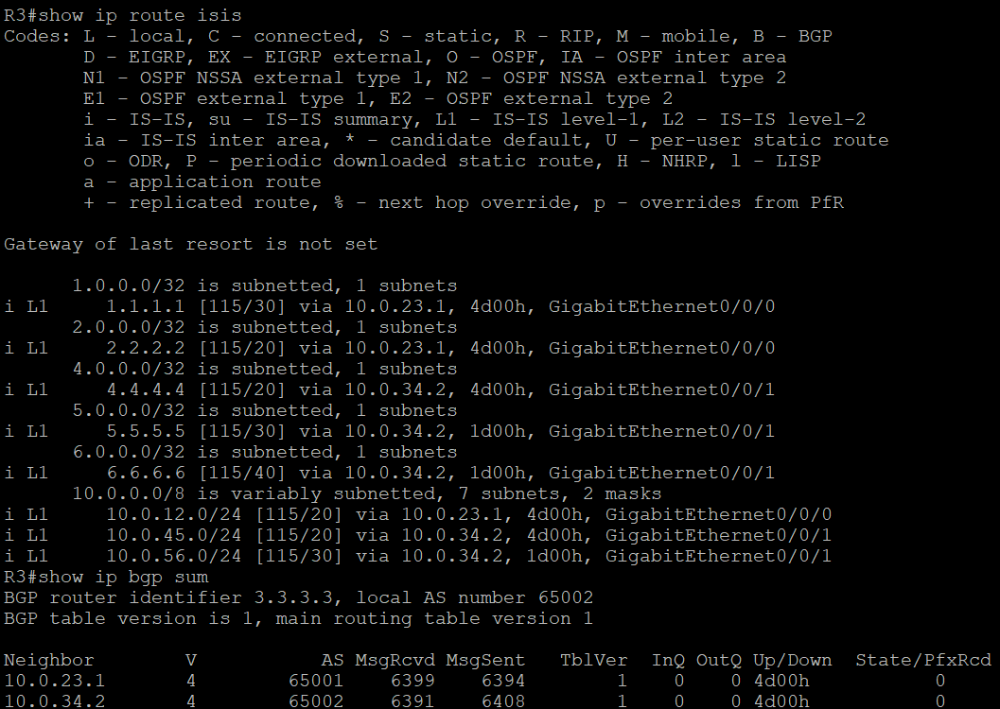 R3#show ip route isis
Codes: L - local, C - connected, S - static, R - RIP, M - mobile, B - BGP
       D - EIGRP, EX - EIGRP external, O - OSPF, IA - OSPF inter area
       N1 - OSPF NSSA external type 1, N2 - OSPF NSSA external type 2
       E1 - OSPF external type 1, E2 - OSPF external type 2
       i - IS-IS, su - IS-IS summary, L1 - IS-IS level-1, L2 - IS-IS level-2
       ia - IS-IS inter area, * - candidate default, U - per-user static route
       o - ODR, P - periodic downloaded static route, H - NHRP, l - LISP
       a - application route
       + - replicated route, % - next hop override, p - overrides from PfR

Gateway of last resort is not set

      1.0.0.0/32 is subnetted, 1 subnets
i L1     1.1.1.1 [115/30] via 10.0.23.1, 4d00h, GigabitEthernet0/0/0
      2.0.0.0/32 is subnetted, 1 subnets
i L1     2.2.2.2 [115/20] via 10.0.23.1, 4d00h, GigabitEthernet0/0/0
      4.0.0.0/32 is subnetted, 1 subnets
i L1     4.4.4.4 [115/20] via 10.0.34.2, 4d00h, GigabitEthernet0/0/1
      5.0.0.0/32 is subnetted, 1 subnets
i L1     5.5.5.5 [115/30] via 10.0.34.2, 1d00h, GigabitEthernet0/0/1
      6.0.0.0/32 is subnetted, 1 subnets
i L1     6.6.6.6 [115/40] via 10.0.34.2, 1d00h, GigabitEthernet0/0/1
      10.0.0.0/8 is variably subnetted, 7 subnets, 2 masks
i L1     10.0.12.0/24 [115/20] via 10.0.23.1, 4d00h, GigabitEthernet0/0/0
i L1     10.0.45.0/24 [115/20] via 10.0.34.2, 4d00h, GigabitEthernet0/0/1
i L1     10.0.56.0/24 [115/30] via 10.0.34.2, 1d00h, GigabitEthernet0/0/1
R3#show ip bgp sum
BGP router identifier 3.3.3.3, local AS number 65002
BGP table version is 1, main routing table version 1

Neighbor        V           AS MsgRcvd MsgSent   TblVer  InQ OutQ Up/Down  State/PfxRcd
10.0.23.1       4        65001    6399    6394        1    0    0 4d00h           0
10.0.34.2       4        65002    6391    6408        1    0    0 4d00h           0